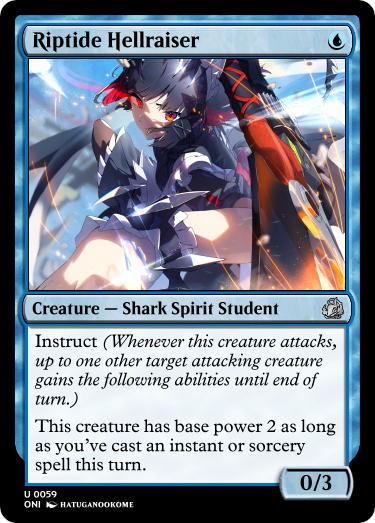 Riptide Hellraiser
Creature — Shark Spirit Student
Instruct (Whenever this creature attacks,
up to one other target attacking creature
gains the following abilities until end of
turn.)
This creature has base power 2 as long
as you've cast an instant or sorcery
spell this turn.
0/3
U 0059
ONI HATUGANOOKOME